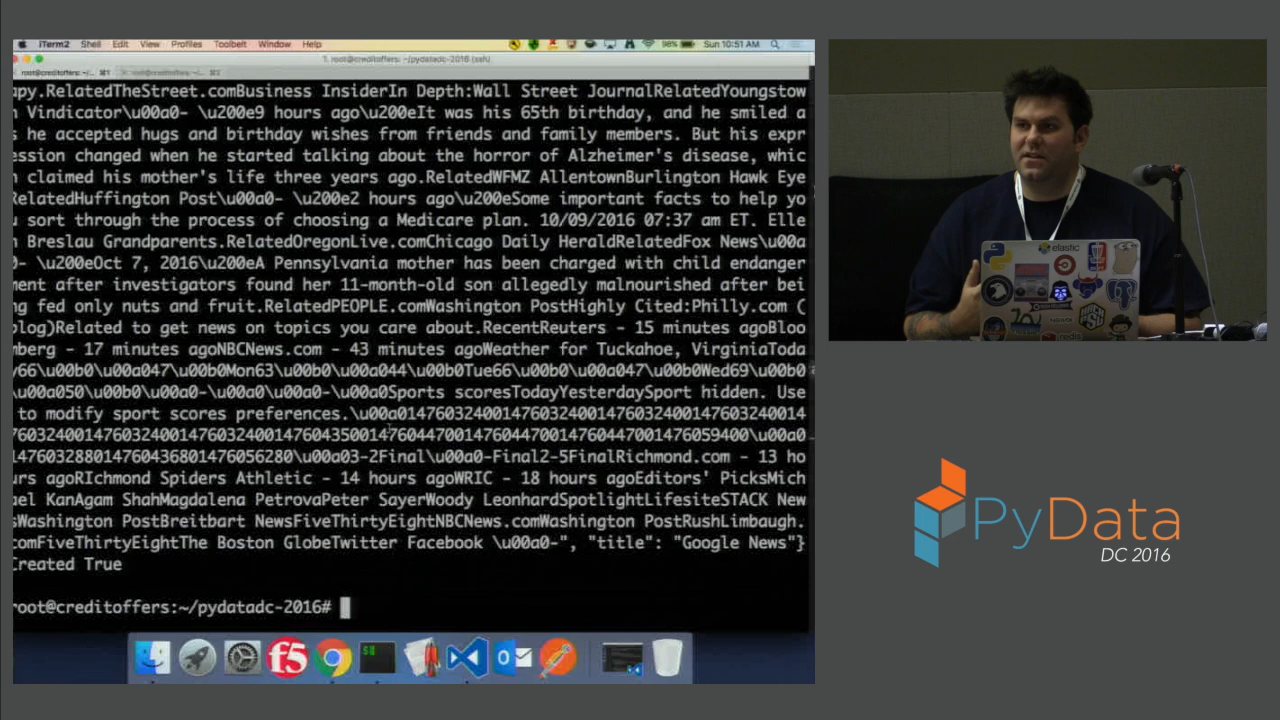 iTerm2 Shell Edit View Profiles Toolbelt Window Help 98% Sun 10:51 AM
1. root@creditoffers: ~/pydatadc-2016 (ssh)
root@creditoffers: ~/... ⌘1 root@creditoffers: ~/... ⌘2
apy.RelatedTheStreet.comBusiness InsiderIn Depth:Wall Street JournalRelatedYoungstow
n Vindicator\u00a0- \u200e9 hours ago\u200eIt was his 65th birthday, and he smiled a
s he accepted hugs and birthday wishes from friends and family members. But his expr
ession changed when he started talking about the horror of Alzheimer's disease, whic
h claimed his mother's life three years ago.RelatedWFMZ AllentownBurlington Hawk Eye
RelatedHuffington Post\u00a0- \u200e2 hours ago\u200eSome important facts to help yo
u sort through the process of choosing a Medicare plan. 10/09/2016 07:37 am ET. Elle
n Breslau Grandparents.RelatedOregonLive.comChicago Daily HeraldRelatedFox News\u00a
0- \u200eOct 7, 2016\u200eA Pennsylvania mother has been charged with child endanger
ment after investigators found her 11-month-old son allegedly malnourished after bei
ng fed only nuts and fruit.RelatedPEOPLE.comWashington PostHighly Cited:Philly.com (
blog)Related to get news on topics you care about.RecentReuters - 15 minutes agoBloo
mberg - 17 minutes agoNBCNews.com - 43 minutes agoWeather for Tuckahoe, VirginiaToda
y66\u00b0\u00a047\u00b0Mon63\u00b0\u00a044\u00b0Tue66\u00b0\u00a047\u00b0Wed69\u00b0
\u00a050\u00b0\u00a0-\u00a0\u00a0-\u00a0Sports scoresTodayYesterdaySport hidden. Use
to modify sport scores preferences.\u00a0147603240014760324001476032400147603240014
760324001476032400147603240014760435001476044700147604470014760447001476059400\u00a0
147603288014760436801476056280\u00a03-2Final\u00a0-Final2-5FinalRichmond.com - 13 ho
urs agoRIchmond Spiders Athletic - 14 hours agoWRIC - 18 hours agoEditors' PicksMich
ael KanAgam ShahMagdalena PetrovaPeter SayerWoody LeonhardSpotlightLifesiteSTACK New
sWashington PostBreitbart NewsFiveThirtyEightNBCNews.comWashington PostRushLimbaugh.
comFiveThirtyEightThe Boston GlobeTwitter Facebook \u00a0-", "title": "Google News"}
Created True
root@creditoffers:~/pydatadc-2016#
f5
elastic
redis
PyData
DC 2016